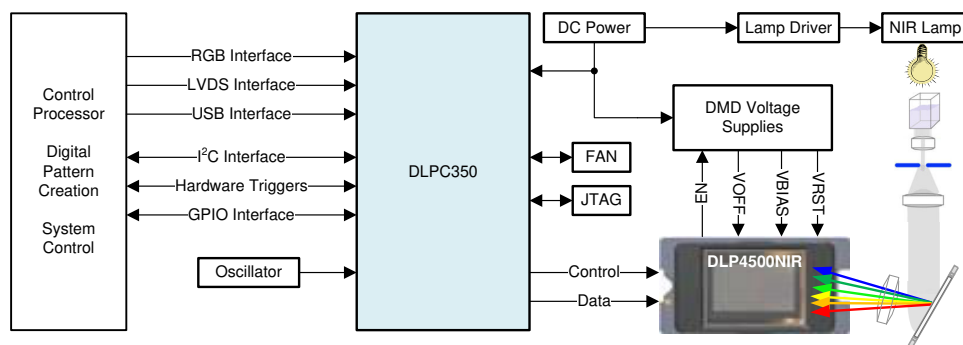 Control
Processor
Digital
Pattern
Creation
System
Control
RGB Interface
LVDS Interface
USB Interface
I²C Interface
Hardware Triggers
GPIO Interface
Oscillator
DLPC350
FAN
JTAG
Control
Data
DC Power
Lamp Driver
NIR Lamp
DMD Voltage
Supplies
EN
VOFF
VBIAS
VRST
DLP4500NIR